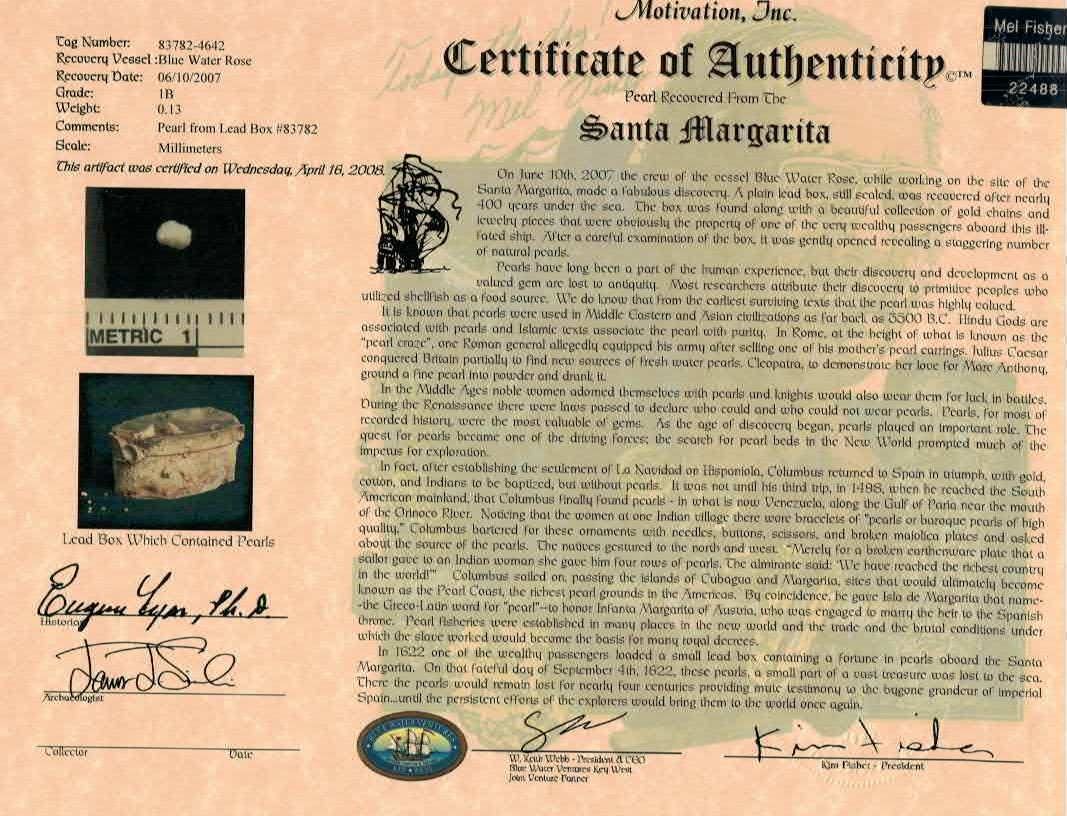 Motivation, Inc.
Certificate of Authenticity ©™
Pearl Recovered From The
Santa Margarita
Mel Fisher
22488
Tag Number: 83782-4642
Recovery Vessel :Blue Water Rose
Recovery Date: 06/10/2007
Grade: 1B
Weight: 0.13
Comments: Pearl from Lead Box #83782
Scale: Millimeters
This artifact was certified on Wednesday, April 16, 2008.
METRIC 1
Lead Box Which Contained Pearls
On June 10th, 2007 the crew of the vessel Blue Water Rose, while working on the site of the
Santa Margarita, made a fabulous discovery. A plain lead box, still sealed, was recovered after nearly
400 years under the sea. The box was found along with a beautiful collection of gold chains and
jewelry pieces that were obviously the property of one of the very wealthy passengers aboard this ill-
fated ship. After a careful examination of the box, it was gently opened revealing a staggering number
of natural pearls.
Pearls have long been a part of the human experience, but their discovery and development as a
valued gem are lost to antiquity. Most researchers attribute their discovery to primitive peoples who
utilized shellfish as a food source. We do know that from the earliest surviving texts that the pearl was highly valued.
It is known that pearls were used in Middle Eastern and Asian civilizations as far back as 3500 B.C. Hindu Gods are
associated with pearls and Islamic texts associate the pearl with purity. In Rome, at the height of what is known as the
"pearl craze", one Roman general allegedly equipped his army after selling one of his mother's pearl earrings. Julius Caesar
conquered Britain partially to find new sources of fresh water pearls. Cleopatra, to demonstrate her love for Marc Anthony,
ground a fine pearl into powder and drank it.
In the Middle Ages noble women adorned themselves with pearls and knights would also wear them for luck in battles.
During the Renaissance there were laws passed to declare who could and who could not wear pearls. Pearls, for most of
recorded history, were the most valuable of gems. As the age of discovery began, pearls played an important role. The
quest for pearls became one of the driving forces; the search for pearl beds in the New World prompted much of the
impetus for exploration.
In fact, after establishing the settlement of La Navidad on Hispaniola, Columbus returned to Spain in triumph, with gold,
cotton, and Indians to be baptized, but without pearls. It was not until his third trip, in 1498, when he reached the South
American mainland, that Columbus finally found pearls - in what is now Venezuela, along the Gulf of Paria near the mouth
of the Orinoco River. Noticing that the women at one Indian village there wore bracelets of "pearls or baroque pearls of high
quality," Columbus bartered for these ornaments with needles, buttons, scissors, and broken maiolica plates and asked
about the source of the pearls. The natives gestured to the north and west. "Merely for a broken earthenware plate that a
sailor gave to an Indian woman she gave him four rows of pearls. The almirante said: 'We have reached the richest country
in the world!'" Columbus sailed on, passing the islands of Cubagua and Margarita, sites that would ultimately become
known as the Pearl Coast, the richest pearl grounds in the Americas. By coincidence, he gave Isla de Margarita that name-
-the Greco-Latin word for "pearl"--to honor Infanta Margarita of Austria, who was engaged to marry the heir to the Spanish
throne. Pearl fisheries were established in many places in the new world and the trade and the brutal conditions under
which the slave worked would become the basis for many royal decrees.
In 1622 one of the wealthy passengers loaded a small lead box containing a fortune in pearls aboard the Santa
Margarita. On that fateful day of September 4th, 1622, these pearls, a small part of a vast treasure was lost to the sea.
There the pearls would remain lost for nearly four centuries providing mute testimony to the bygone grandeur of imperial
Spain...until the persistent efforts of the explorers would bring them to the world once again.
Eugene Lyon, Ph.D.
Historian
Archaeologist
Collector Date
BLUE WATER VENTURES
W. Keith Webb - President & CEO
Blue Water Ventures Key West
Joint Venture Partner
Kim Fisher
Kim Fisher - President